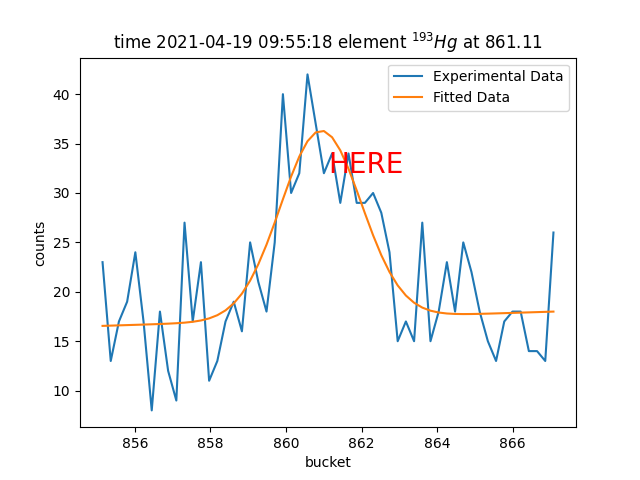 time 2021-04-19 09:55:18 element ¹⁹³Hg at 861.11
Experimental Data
Fitted Data
HERE
counts
40
35
30
25
20
15
10
856 858 860 862 864 866
bucket